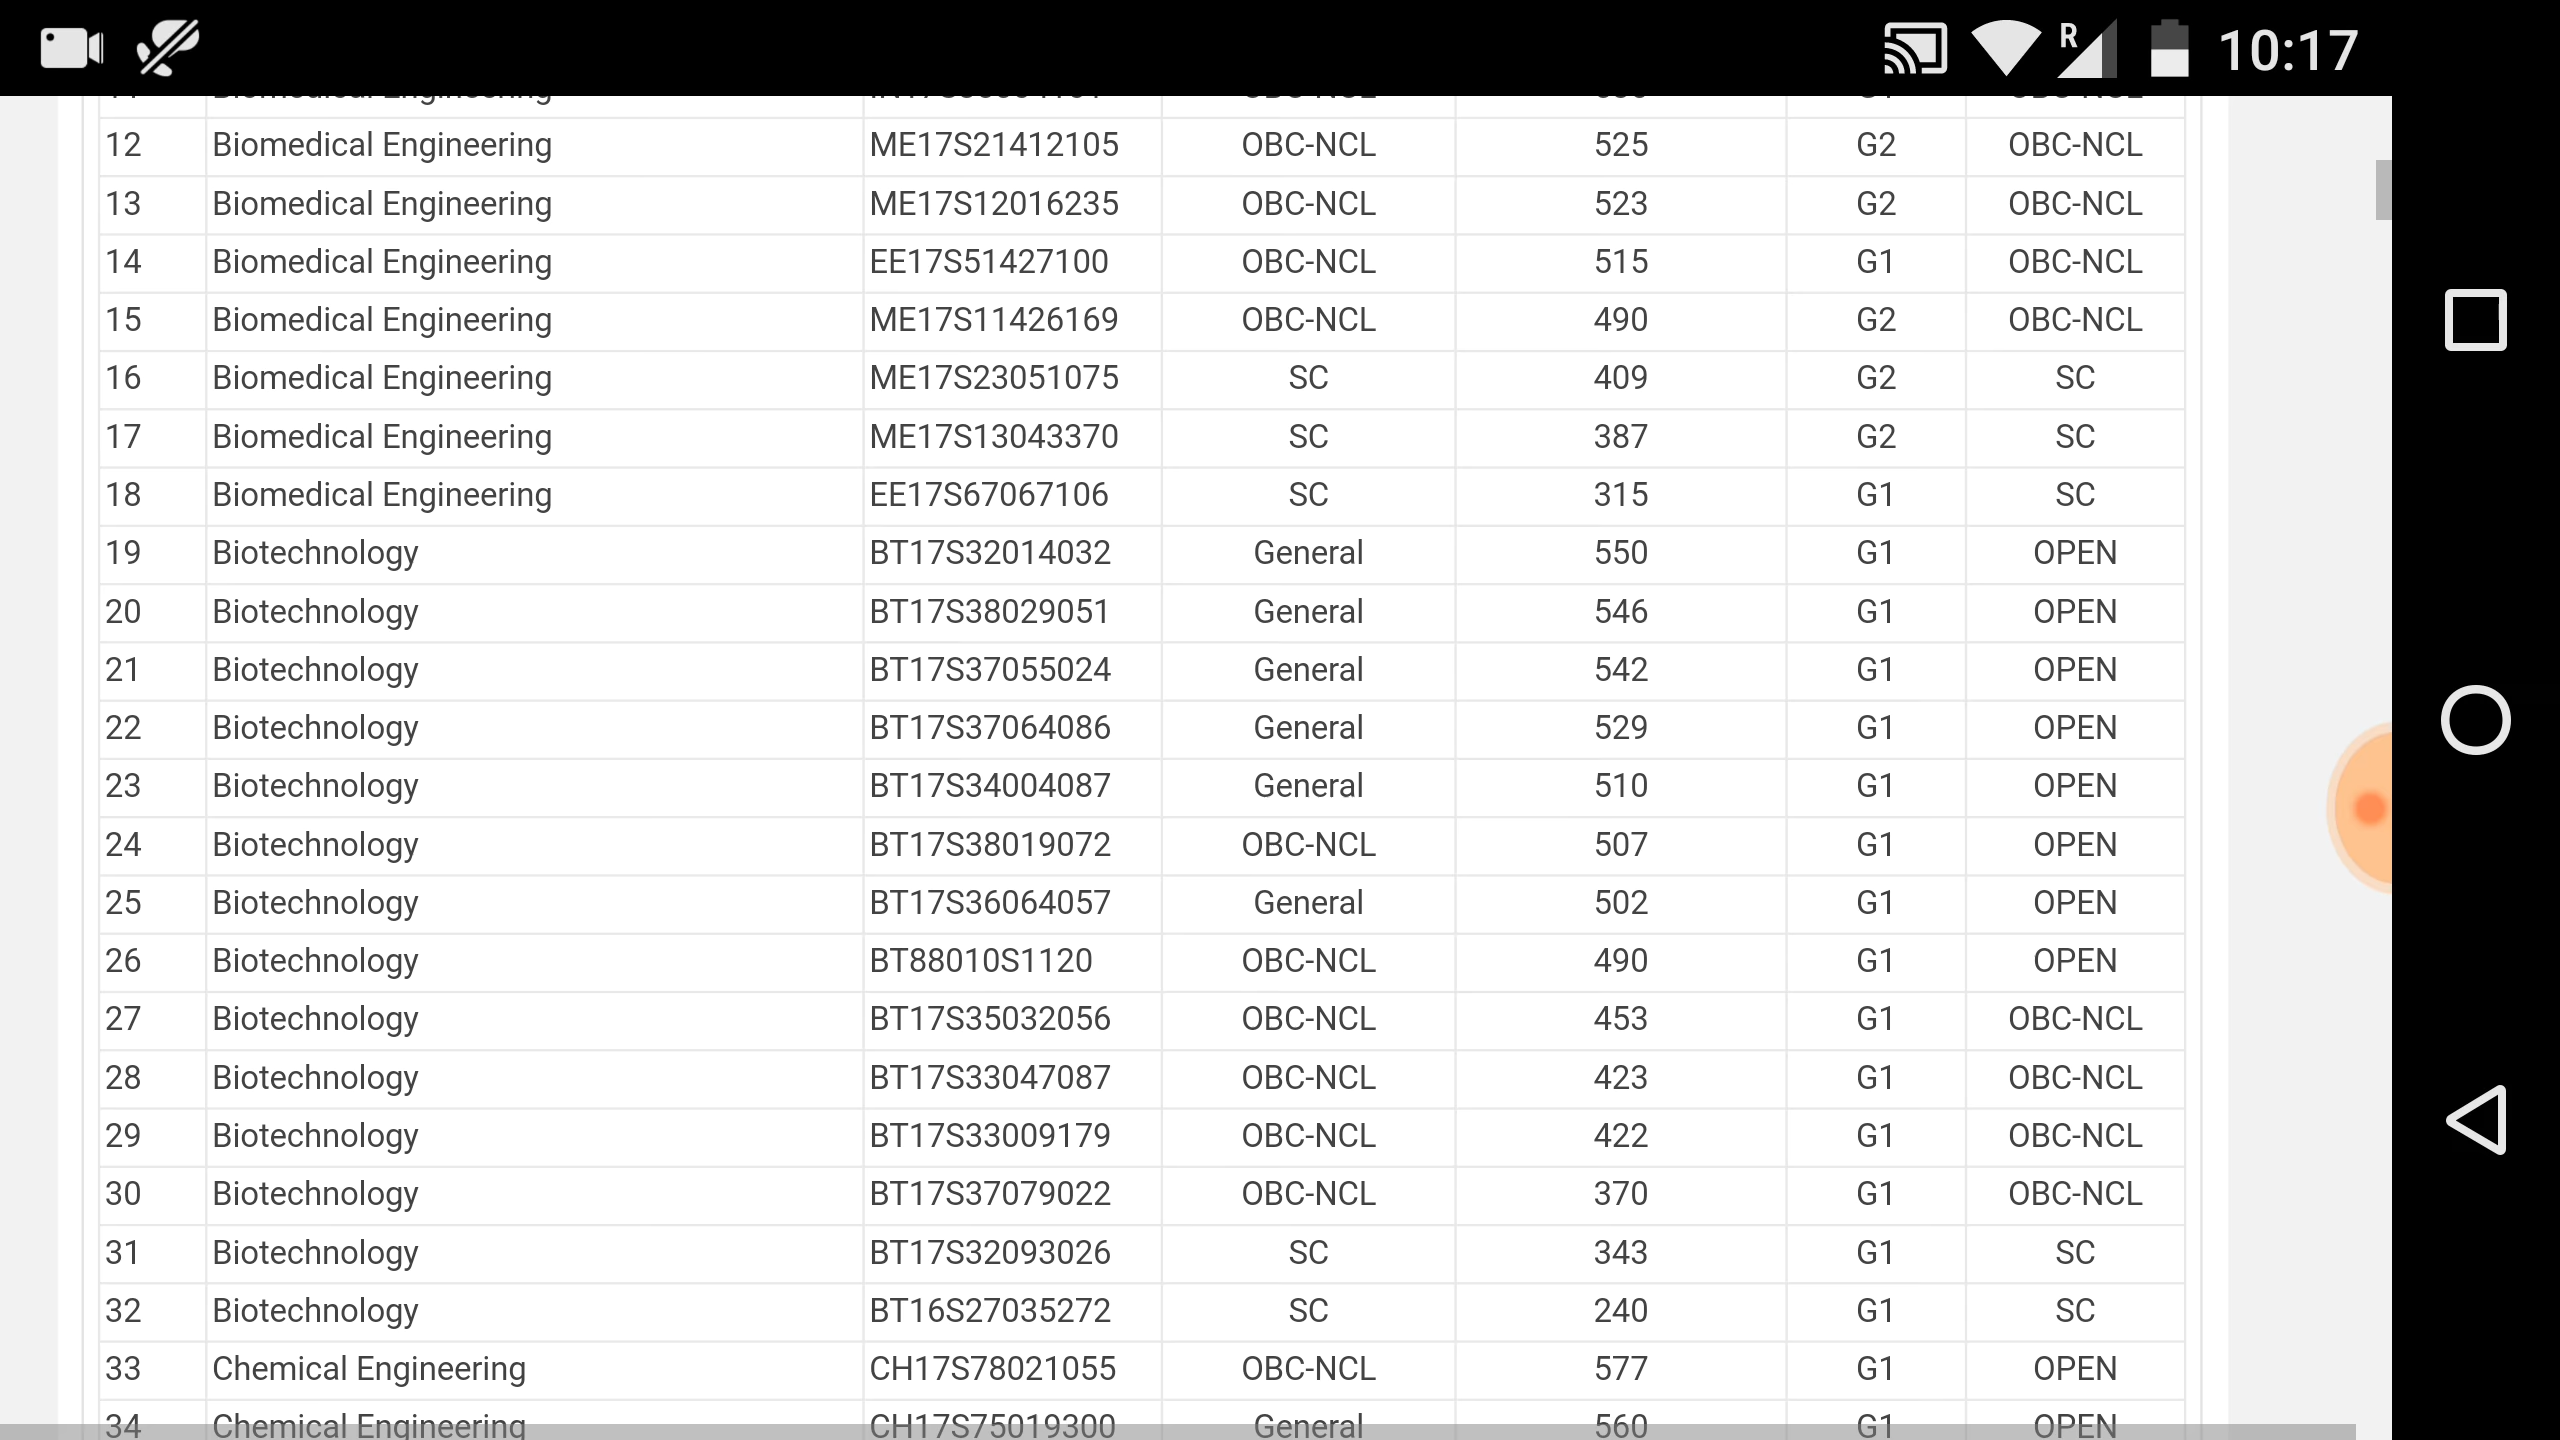 R 10:17
12 Biomedical Engineering ME17S21412105 OBC-NCL 525 G2 OBC-NCL
13 Biomedical Engineering ME17S12016235 OBC-NCL 523 G2 OBC-NCL
14 Biomedical Engineering EE17S51427100 OBC-NCL 515 G1 OBC-NCL
15 Biomedical Engineering ME17S11426169 OBC-NCL 490 G2 OBC-NCL
16 Biomedical Engineering ME17S23051075 SC 409 G2 SC
17 Biomedical Engineering ME17S13043370 SC 387 G2 SC
18 Biomedical Engineering EE17S67067106 SC 315 G1 SC
19 Biotechnology BT17S32014032 General 550 G1 OPEN
20 Biotechnology BT17S38029051 General 546 G1 OPEN
21 Biotechnology BT17S37055024 General 542 G1 OPEN
22 Biotechnology BT17S37064086 General 529 G1 OPEN
23 Biotechnology BT17S34004087 General 510 G1 OPEN
24 Biotechnology BT17S38019072 OBC-NCL 507 G1 OPEN
25 Biotechnology BT17S36064057 General 502 G1 OPEN
26 Biotechnology BT88010S1120 OBC-NCL 490 G1 OPEN
27 Biotechnology BT17S35032056 OBC-NCL 453 G1 OBC-NCL
28 Biotechnology BT17S33047087 OBC-NCL 423 G1 OBC-NCL
29 Biotechnology BT17S33009179 OBC-NCL 422 G1 OBC-NCL
30 Biotechnology BT17S37079022 OBC-NCL 370 G1 OBC-NCL
31 Biotechnology BT17S32093026 SC 343 G1 SC
32 Biotechnology BT16S27035272 SC 240 G1 SC
33 Chemical Engineering CH17S78021055 OBC-NCL 577 G1 OPEN
34 Chemical Engineering CH17S75019300 General 560 G1 OPEN